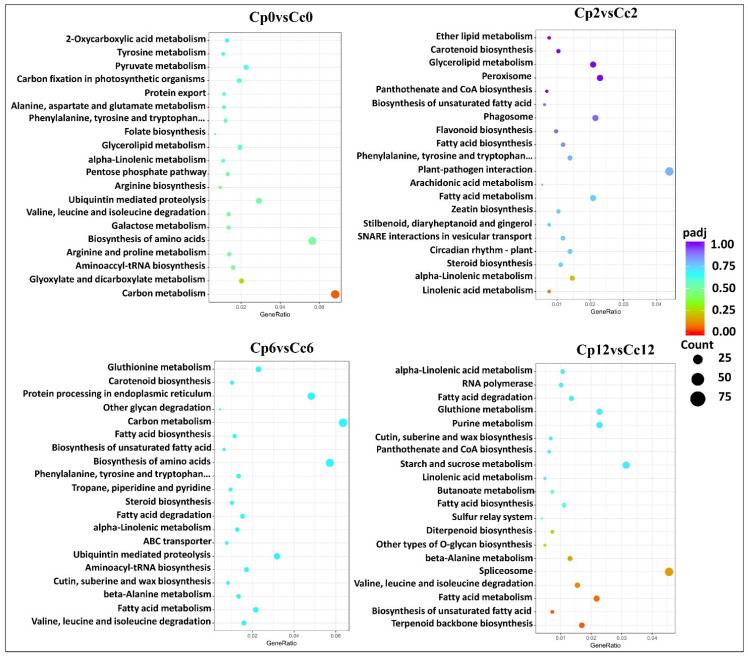 Cp0vsCc0
2-Oxycarboxylic acid metabolism
Tyrosine metabolism
Pyruvate metabolism
Carbon fixation in photosynthetic organisms
Protein export
Alanine, aspartate and glutamate metabolism
Phenylalanine, tyrosine and tryptophan...
Folate biosynthesis
Glycerolipid metabolism
alpha-Linolenic metabolism
Pentose phosphate pathway
Arginine biosynthesis
Ubiquintin mediated proteolysis
Valine, leucine and isoleucine degradation
Galactose metabolism
Biosynthesis of amino acids
Arginine and proline metabolism
Aminoaccyl-tRNA biosynthesis
Glyoxylate and dicarboxylate metabolism
Carbon metabolism
0.02 0.04 0.06
GeneRatio
Cp2vsCc2
Ether lipid metabolism
Carotenoid biosynthesis
Glycerolipid metabolism
Peroxisome
Panthothenate and CoA biosynthesis
Biosynthesis of unsaturated fatty acid
Phagosome
Flavonoid biosynthesis
Fatty acid biosynthesis
Phenylalanine, tyrosine and tryptophan...
Plant-pathogen interaction
Arachidonic acid metabolism
Fatty acid metabolism
Zeatin biosynthesis
Stilbenoid, diaryheptanoid and gingerol
SNARE interactions in vesicular transport
Circadian rhythm - plant
Steroid biosynthesis
alpha-Linolenic metabolism
Linolenic acid metabolism
0.01 0.02 0.03 0.04
GeneRatio
padj
1.00
0.75
0.50
0.25
0.00
Count
25
50
75
Cp6vsCc6
Gluthionine metabolism
Carotenoid biosynthesis
Protein processing in endoplasmic reticulum
Other glycan degradation
Carbon metabolism
Fatty acid biosynthesis
Biosynthesis of unsaturated fatty acid
Biosynthesis of amino acids
Phenylalanine, tyrosine and tryptophan...
Tropane, piperidine and pyridine
Steroid biosynthesis
Fatty acid degradation
alpha-Linolenic metabolism
ABC transporter
Ubiquintin mediated proteolysis
Aminoacyl-tRNA biosynthesis
Cutin, suberine and wax biosynthesis
beta-Alanine metabolism
Fatty acid metabolism
Valine, leucine and isoleucine degradation
0.02 0.04 0.06
GeneRatio
Cp12vsCc12
alpha-Linolenic acid metabolism
RNA polymerase
Fatty acid degradation
Gluthione metabolism
Purine metabolism
Cutin, suberine and wax biosynthesis
Panthothenate and CoA biosynthesis
Starch and sucrose metabolism
Linolenic acid metabolism
Butanoate metabolism
Fatty acid biosynthesis
Sulfur relay system
Diterpenoid biosynthesis
Other types of O-glycan biosynthesis
beta-Alanine metabolism
Spliceosome
Valine, leucine and isoleucine degradation
Fatty acid metabolism
Biosynthesis of unsaturated fatty acid
Terpenoid backbone biosynthesis
0.01 0.02 0.03 0.04
GeneRatio